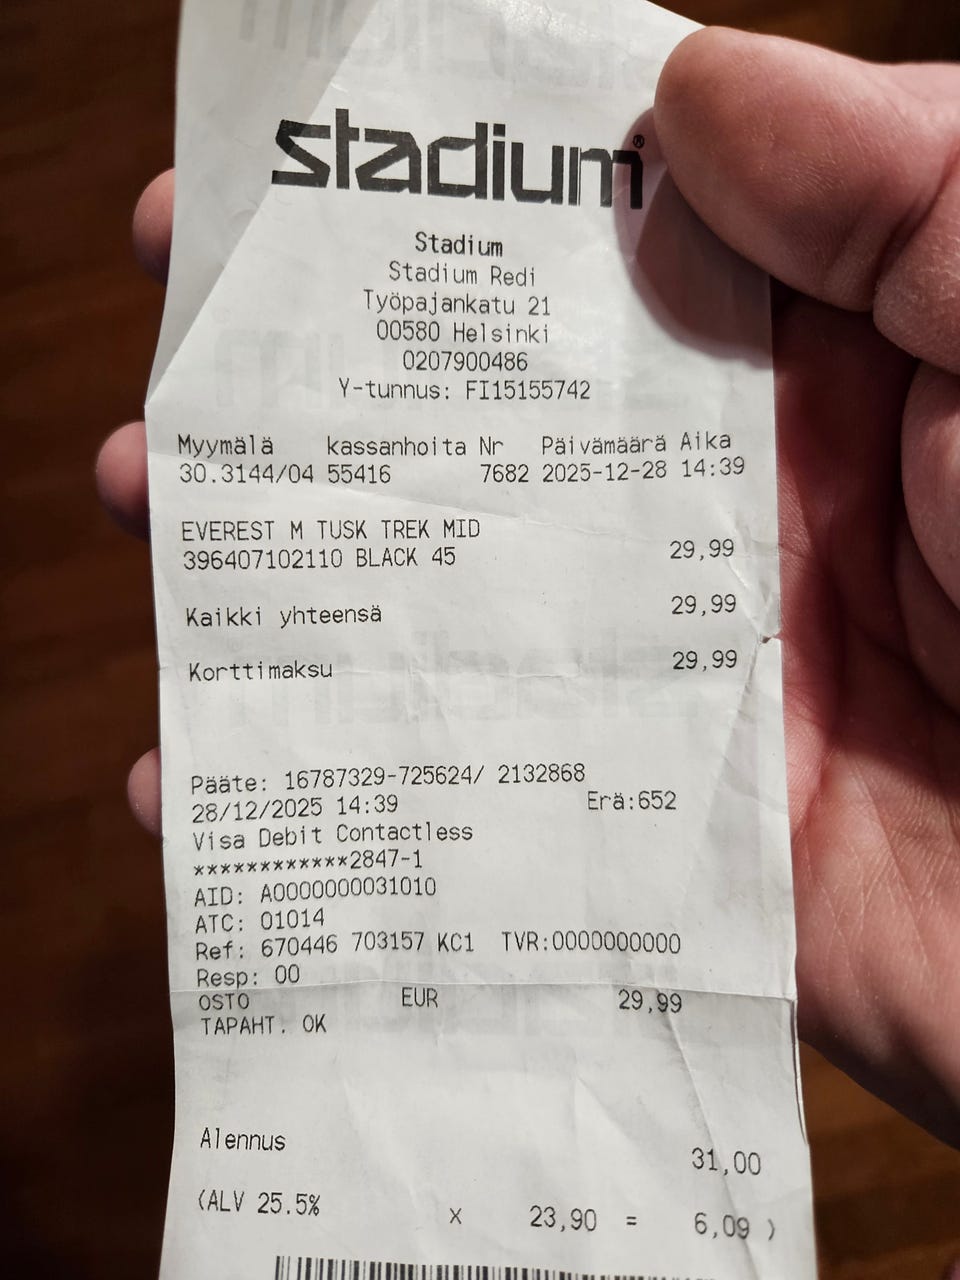 stadium®
Stadium
Stadium Redi
Työpajankatu 21
00580 Helsinki
0207900486
Y-tunnus: FI15155742
Myymälä kassanhoita Nr Päivämäärä Aika
30.3144/04 55416 7682 2025-12-28 14:39
EVEREST M TUSK TREK MID
396407102110 BLACK 45 29,99
Kaikki yhteensä 29,99
Korttimaksu 29,99
Pääte: 16787329-725624/ 2132868
28/12/2025 14:39 Erä:652
Visa Debit Contactless
************2847-1
AID: A0000000031010
ATC: 01014
Ref: 670446 703157 KC1 TVR:0000000000
Resp: 00
OSTO EUR 29,99
TAPAHT. OK
Alennus 31,00
(ALV 25.5% x 23,90 = 6,09 )